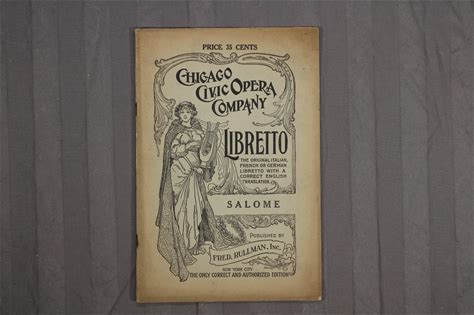 PRICE 35 CENTS
CHICAGO
CIVIC OPERA
COMPANY
LIBRETTO
THE ORIGINAL ITALIAN,
FRENCH OR GERMAN
LIBRETTO WITH A
CORRECT ENGLISH
TRANSLATION.
SALOME
PUBLISHED BY
FRED. RULLMAN, INC.
NEW YORK CITY
THE ONLY CORRECT AND AUTHORIZED EDITION